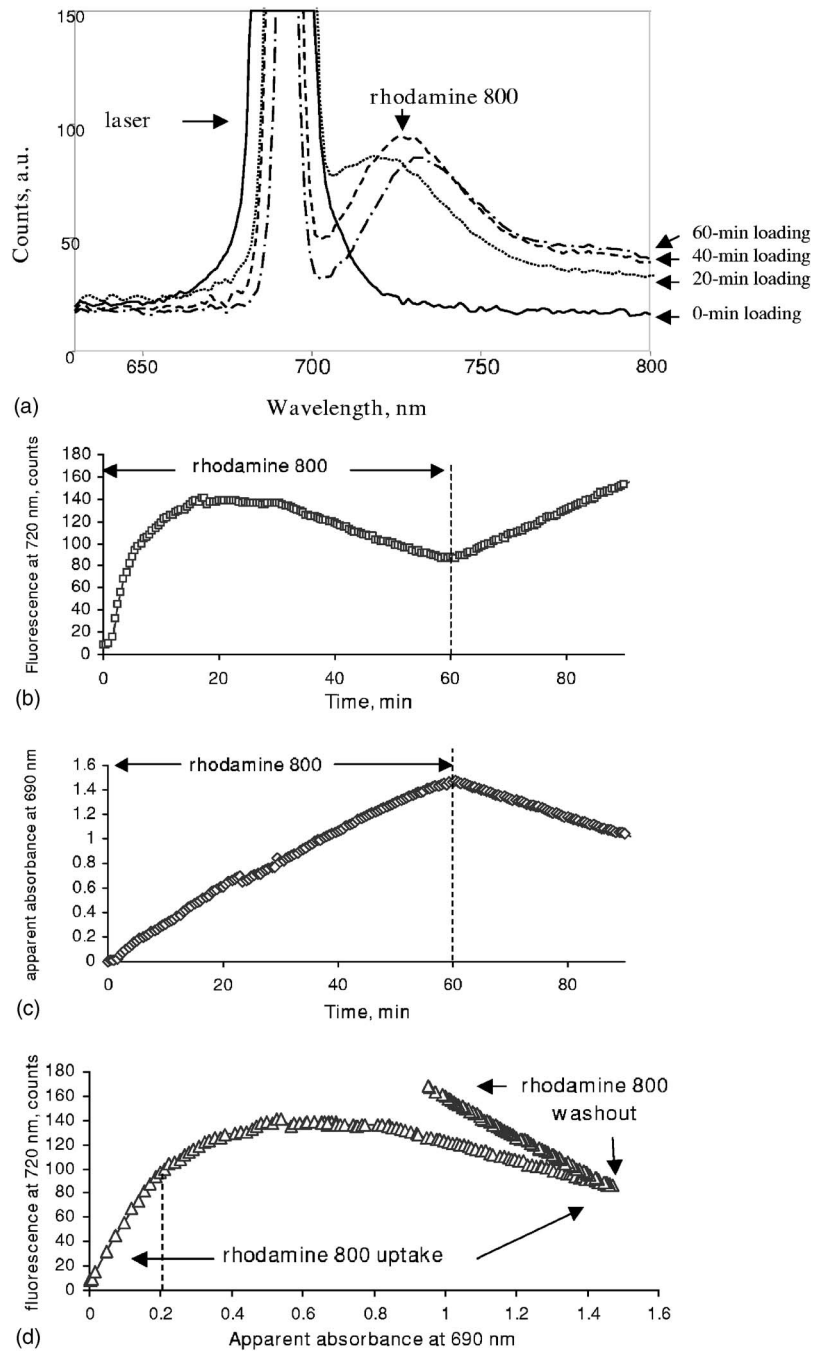 150
100
50
0
Counts, a.u.
laser
rhodamine 800
60-min loading
40-min loading
20-min loading
0-min loading
650
700
750
800
Wavelength, nm
(a)
Fluorescence at 720 nm, counts
180
160
140
120
100
80
60
40
20
0
rhodamine 800
0
20
40
60
80
Time, min
(b)
apparent absorbance at 690 nm
1.6
1.4
1.2
1
0.8
0.6
0.4
0.2
0
rhodamine 800
0
20
40
60
80
Time, min
(c)
fluorescence at 720 nm, counts
180
160
140
120
100
80
60
40
20
0
rhodamine 800
washout
rhodamine 800 uptake
0
0.2
0.4
0.6
0.8
1
1.2
1.4
1.6
Apparent absorbance at 690 nm
(d)